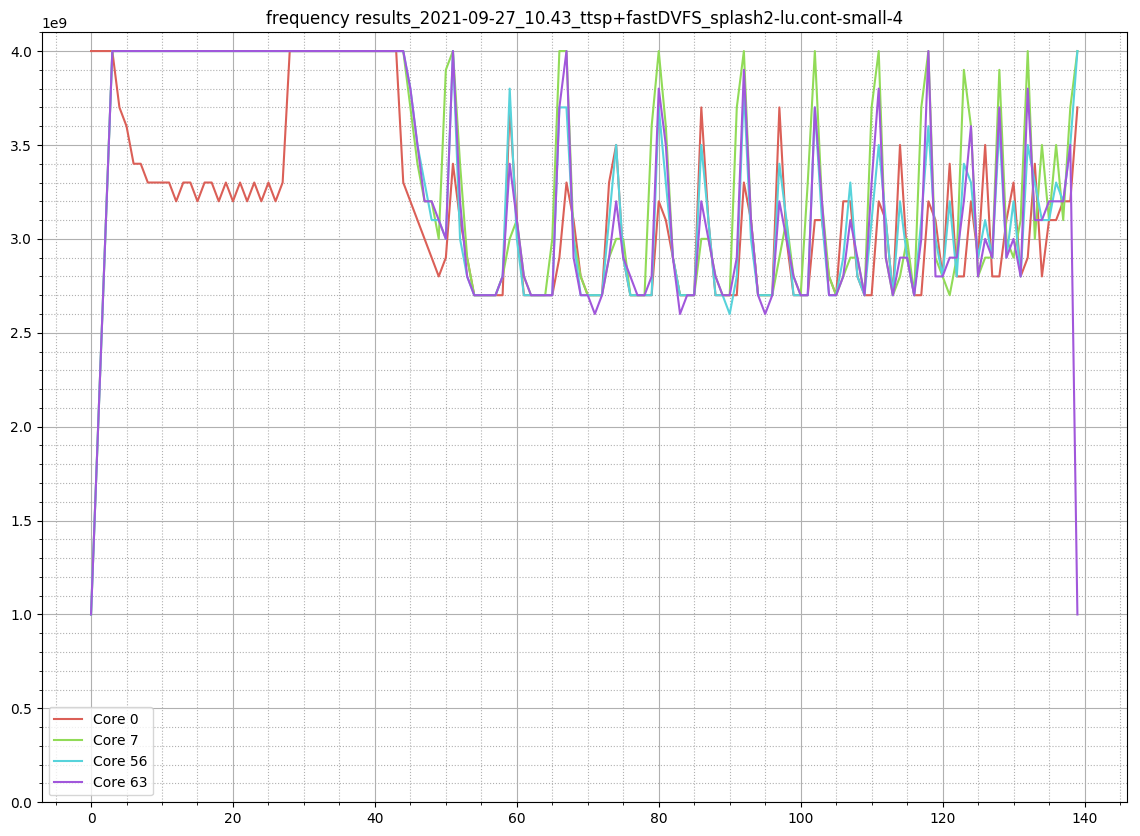 frequency results_2021-09-27_10.43_ttsp+fastDVFS_splash2-lu.cont-small-4
1e9
4.0
3.5
3.0
2.5
2.0
1.5
1.0
0.5
0.0
Core 0
Core 7
Core 56
Core 63
0 20 40 60 80 100 120 140